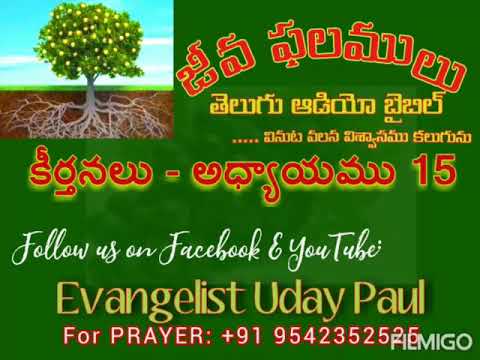 జీవ ఫలములు
తెలుగు ఆడియో బైబిల్
..... వినుట వలన విశ్వాసము కలుగును
కీర్తనలు - అధ్యాయము 15
Follow us on Facebook & YouTube:
Evangelist Uday Paul
For PRAYER: +91 9542352525
FILMIGO